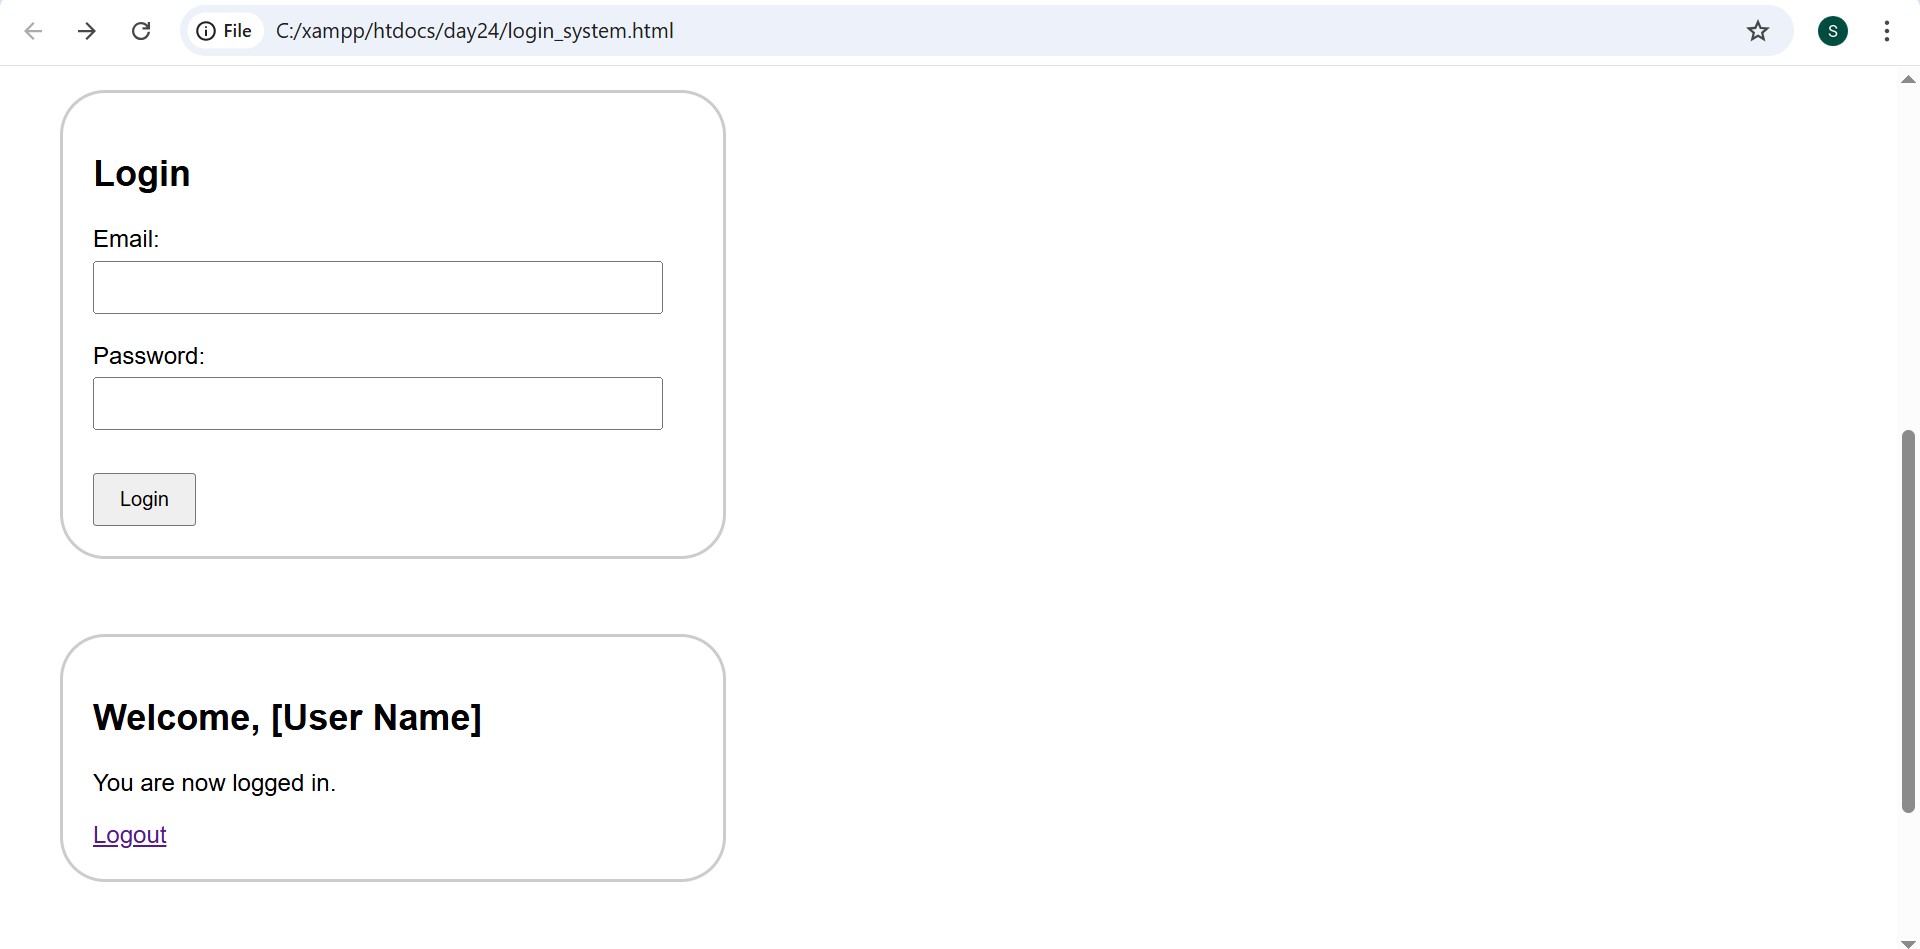 File C:/xampp/htdocs/day24/login_system.html S
Login
Email:
Password:
Login
Welcome, [User Name]
You are now logged in.
Logout